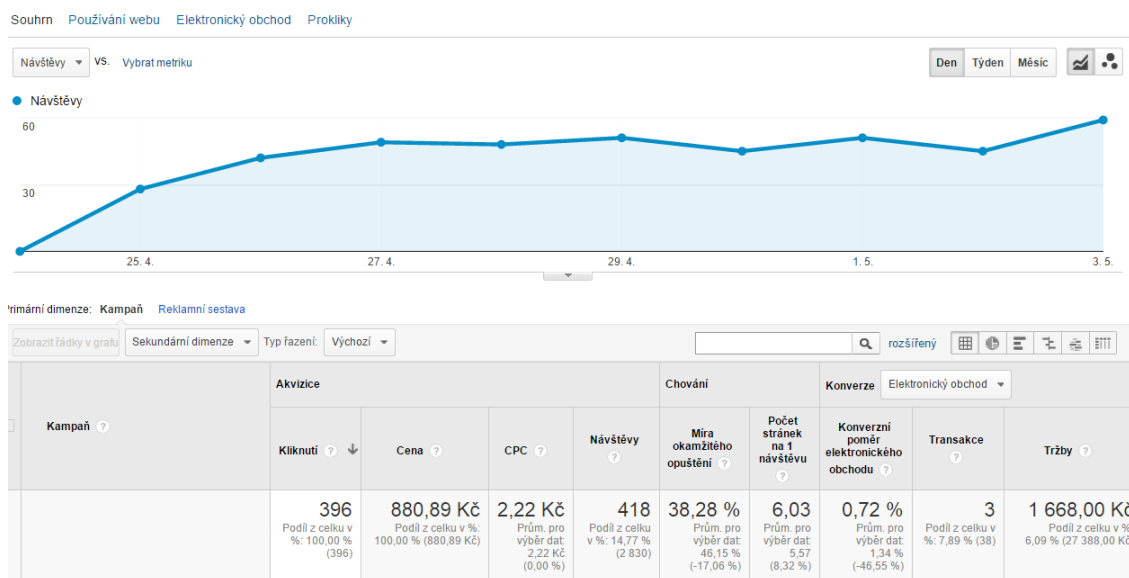 Souhrn Používání webu Elektronický obchod Prokliky
Návštěvy VS. Vybrat metriku Den Týden Měsíc
Návštěvy
60
30
25. 4. 27. 4. 29. 4. 1. 5. 3. 5.
Primární dimenze: Kampaň Reklamní sestava
Zobrazit řádky v grafu Sekundární dimenze Typ řazení: Výchozí rozšířený
Akvizice Chování Konverze Elektronický obchod
Kampaň ?
Kliknutí ?
Cena ?
CPC ?
Návštěvy
?
Míra
okamžitého
opuštění ?
Počet
stránek
na 1
návštěvu
?
Konverzní
poměr
elektronického
obchodu ?
Transakce
?
Tržby ?
396
Podíl z celku v
%: 100,00 %
(396)
880,89 Kč
Podíl z celku v %:
100,00 % (880,89 Kč)
2,22 Kč
Prům. pro
výběr dat:
2,22 Kč
(0,00 %)
418
Podíl z celku
v %: 14,77 %
(2 830)
38,28 %
Prům. pro
výběr dat:
46,15 %
(-17,06 %)
6,03
Prům. pro
výběr dat:
5,57
(8,32 %)
0,72 %
Prům. pro
výběr dat:
1,34 %
(-46,55 %)
3
Podíl z celku v
%: 7,89 % (38)
1 668,00 Kč
Podíl z celku v %
6,09 % (27 388,00 Kč